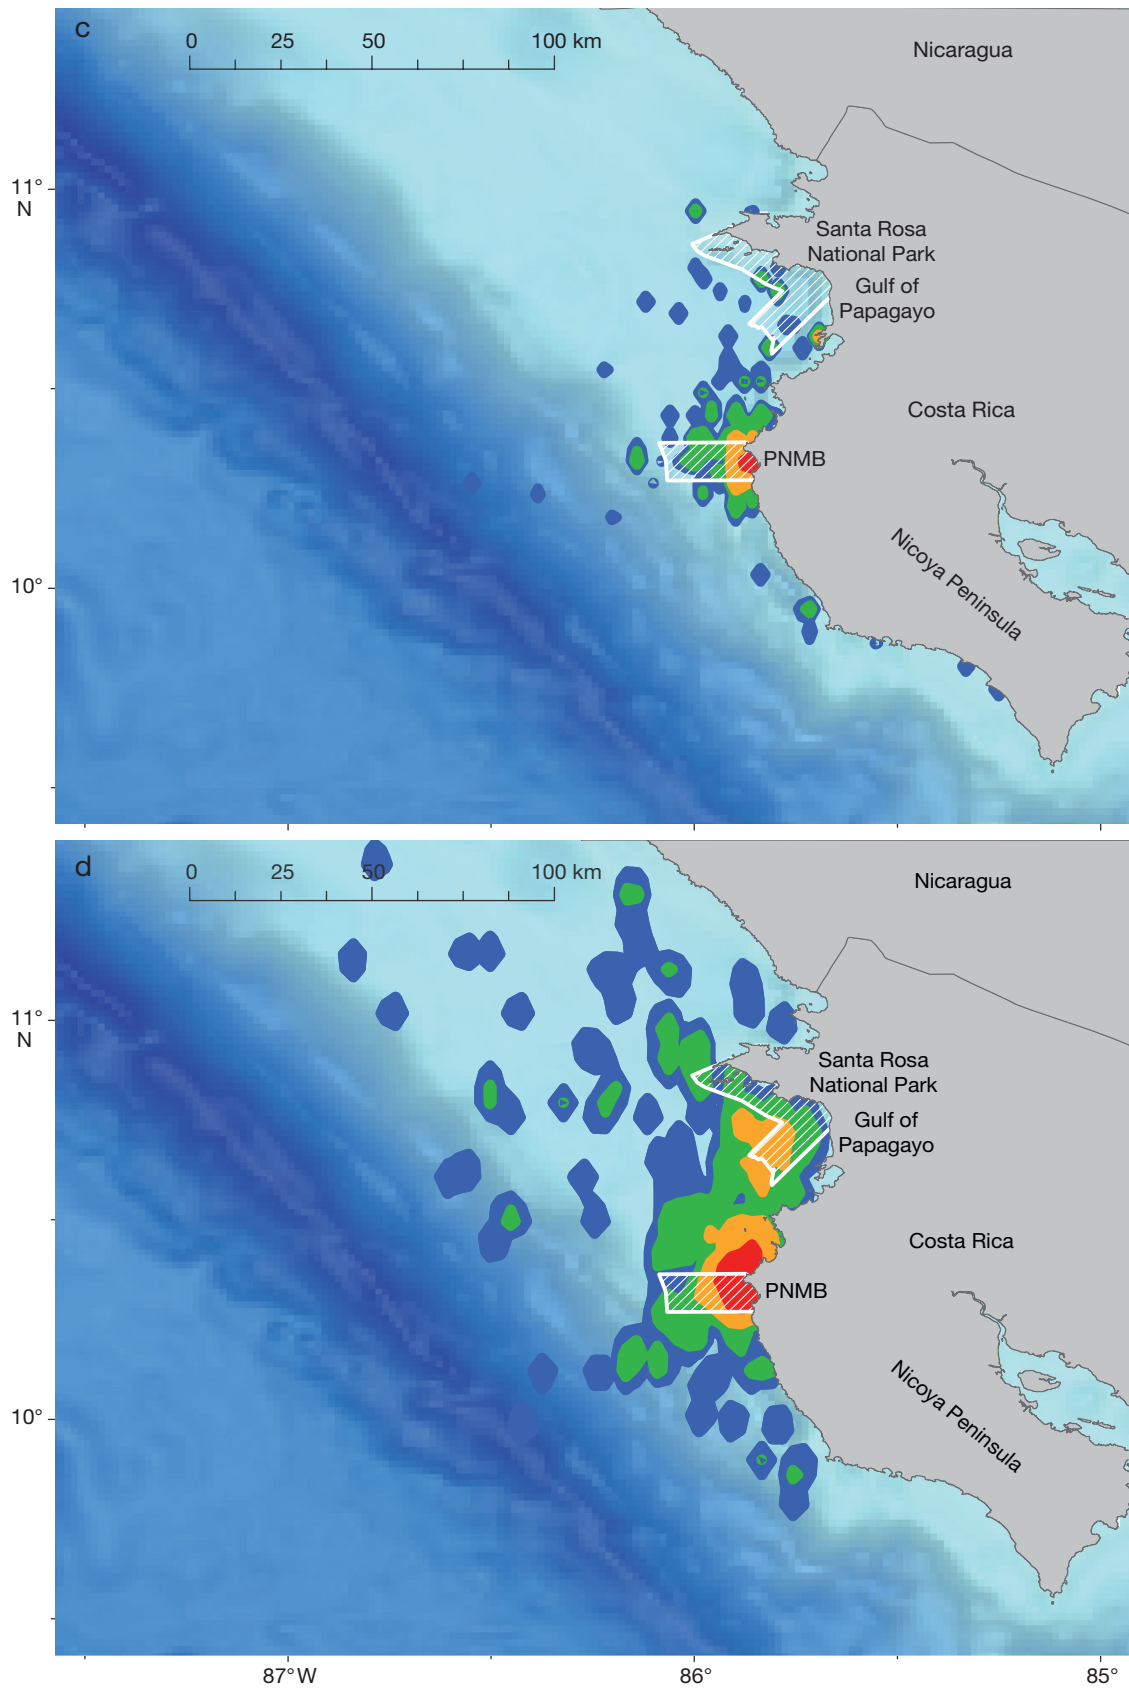 c
0 25 50 100 km
Nicaragua
11°
N
Santa Rosa
National Park
Gulf of
Papagayo
Costa Rica
PNMB
Nicoya Peninsula
10°
d
0 25 50 100 km
Nicaragua
11°
N
Santa Rosa
National Park
Gulf of
Papagayo
Costa Rica
PNMB
Nicoya Peninsula
10°
87°W 86° 85°